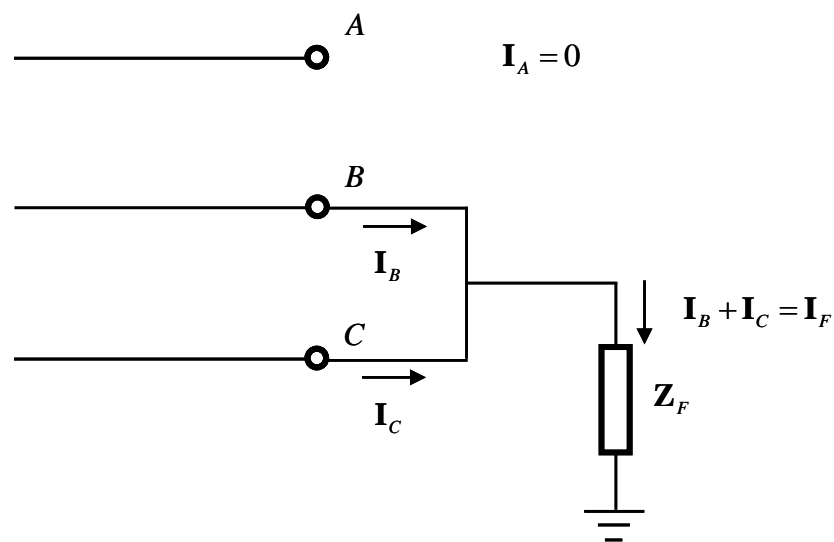 A
I_A = 0
B
I_B
I_B + I_C = I_F
C
Z_F
I_C